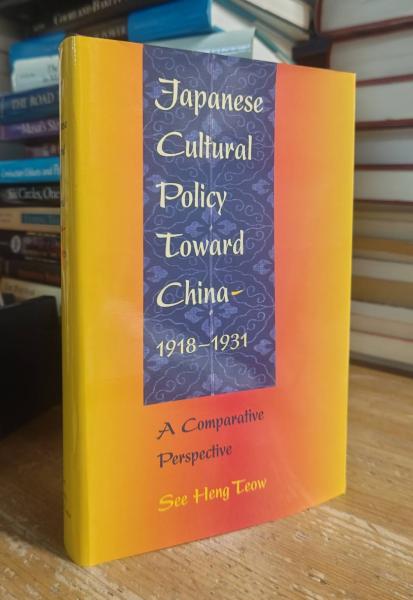 Japanese
Cultural
Policy
Toward
China-
1918–1931
A Comparative
Perspective
See Heng Teow
THE ROAD